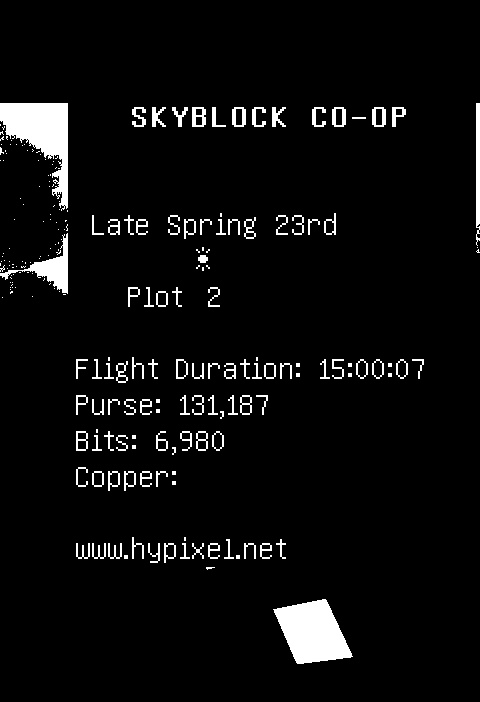 SKYBLOCK CO-OP
Late Spring 23rd
Plot 2
Flight Duration: 15:00:07
Purse: 131,187
Bits: 6,980
Copper:
www.hypixel.net